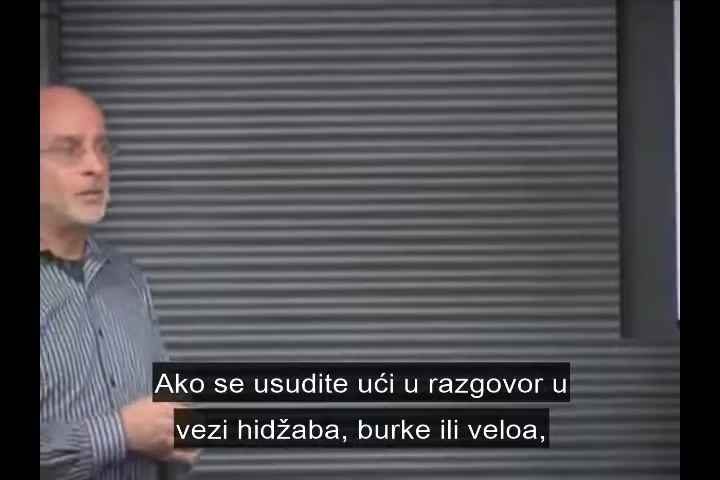 Ako se usudite ući u razgovor u
vezi hidžaba, burke ili veloa,